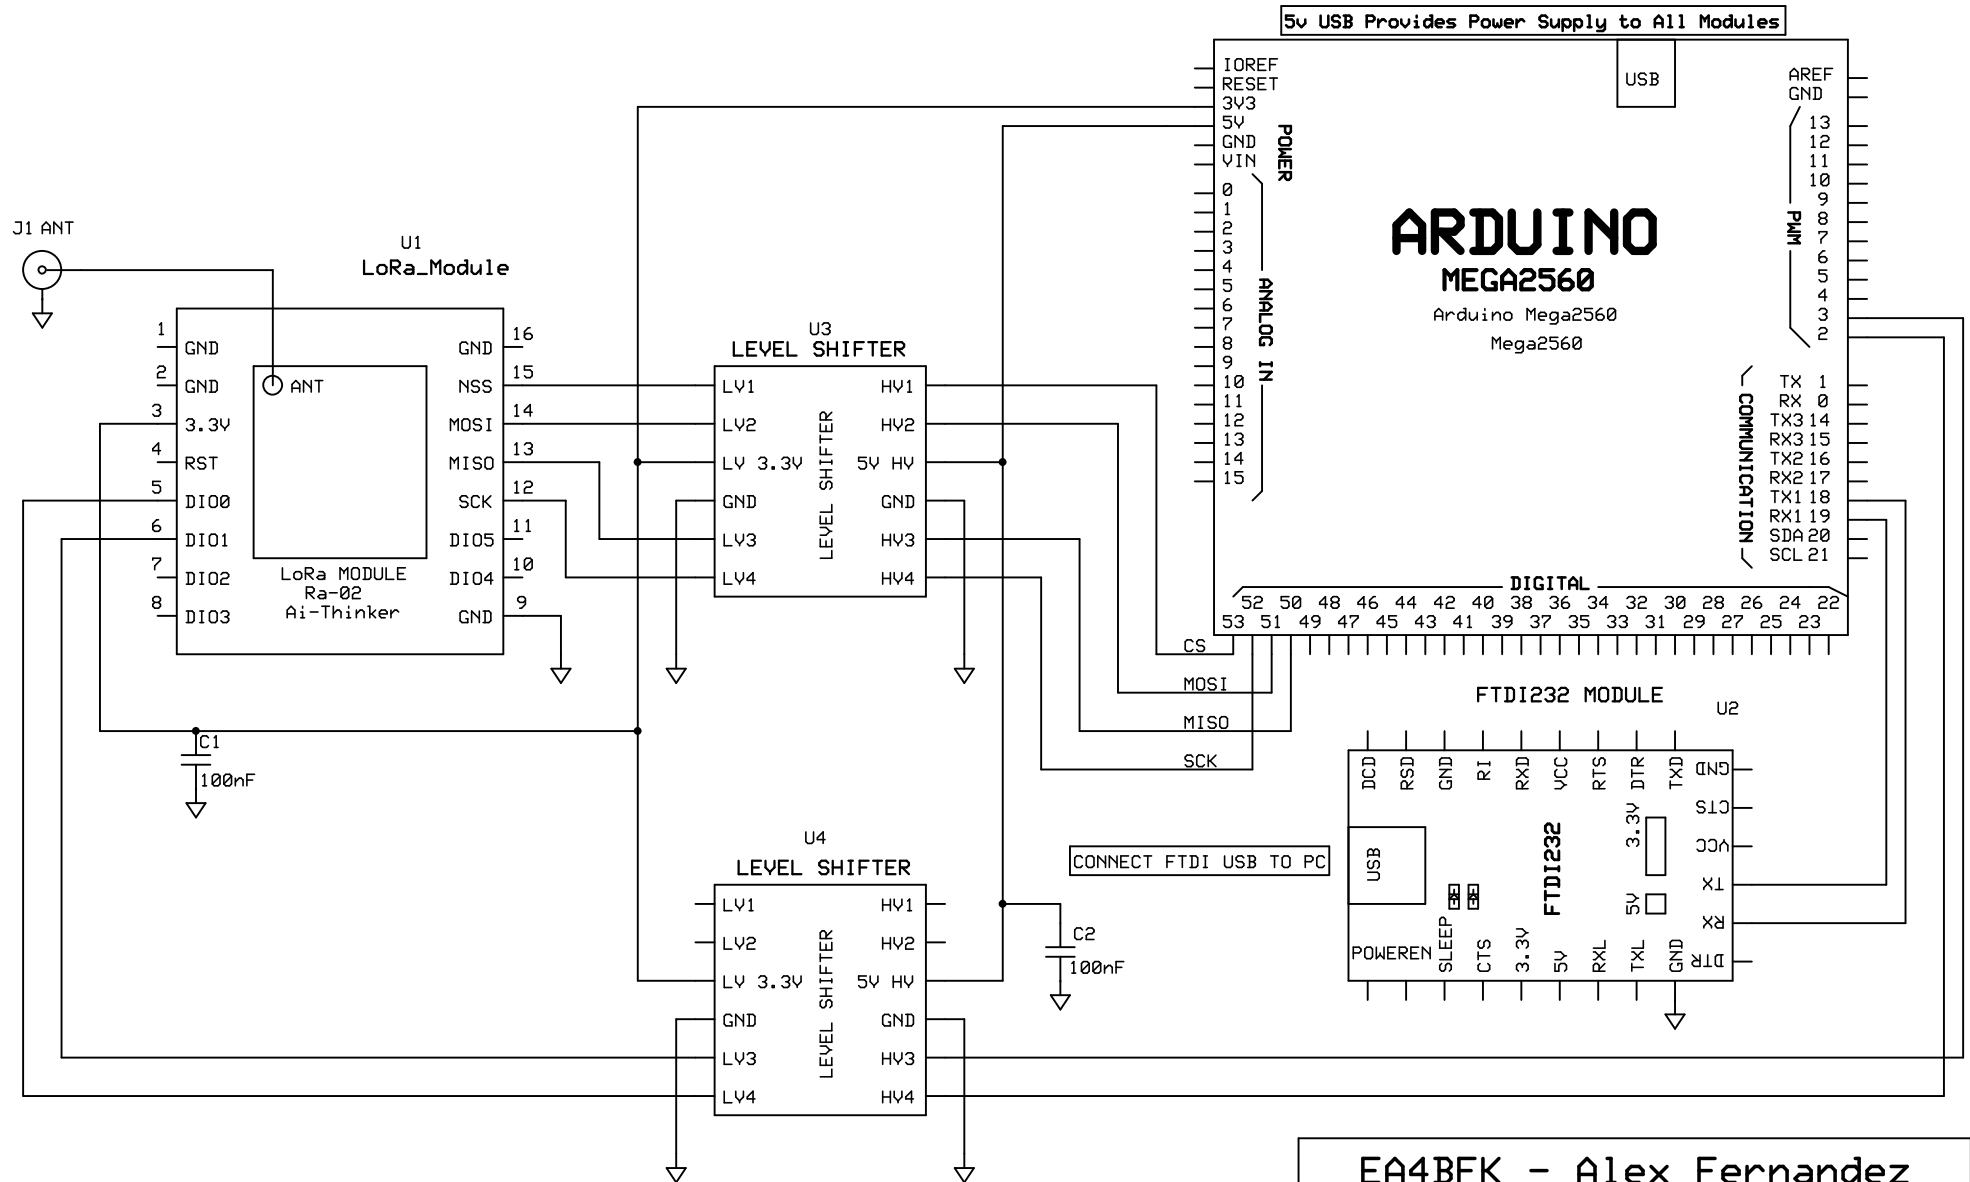 5v USB Provides Power Supply to All Modules
IOREF
RESET
3V3
5V
GND
VIN
POWER
0
1
2
3
4
5
6
7
8
9
10
11
12
13
14
15
ANALOG IN
USB
ARDUINO
MEGA2560
Arduino Mega2560
Mega2560
AREF
GND
13
12
11
10
9
8
7
6
5
4
3
2
PWM
TX 1
RX 0
TX3 14
RX3 15
TX2 16
RX2 17
TX1 18
RX1 19
SDA 20
SCL 21
COMMUNICATION
DIGITAL
52 50 48 46 44 42 40 38 36 34 32 30 28 26 24 22
53 51 49 47 45 43 41 39 37 35 33 31 29 27 25 23
J1 ANT
U1
LoRa_Module
1
GND
2
GND
3
3.3V
4
RST
5
DIO0
6
DIO1
7
DIO2
8
DIO3
ANT
LoRa MODULE
Ra-02
Ai-Thinker
16
GND
15
NSS
14
MOSI
13
MISO
12
SCK
11
DIO5
10
DIO4
9
GND
U3
LEVEL SHIFTER
LV1
LV2
LV 3.3V
GND
LV3
LV4
LEVEL SHIFTER
HV1
HV2
5V HV
GND
HV3
HV4
CS
MOSI
MISO
SCK
C1
100nF
U4
LEVEL SHIFTER
LV1
LV2
LV 3.3V
GND
LV3
LV4
LEVEL SHIFTER
HV1
HV2
5V HV
GND
HV3
HV4
C2
100nF
CONNECT FTDI USB TO PC
FTDI232 MODULE
U2
DCD
RSD
GND
RI
RXD
VCC
RTS
DTR
TXD
GND
CTS
VCC
TX
RX
DTR
USB
FTDI232
3.3V
5V
POWEREN
SLEEP
CTS
3.3V
5V
RXL
TXL
GND
EA4BFK - Alex Fernandez